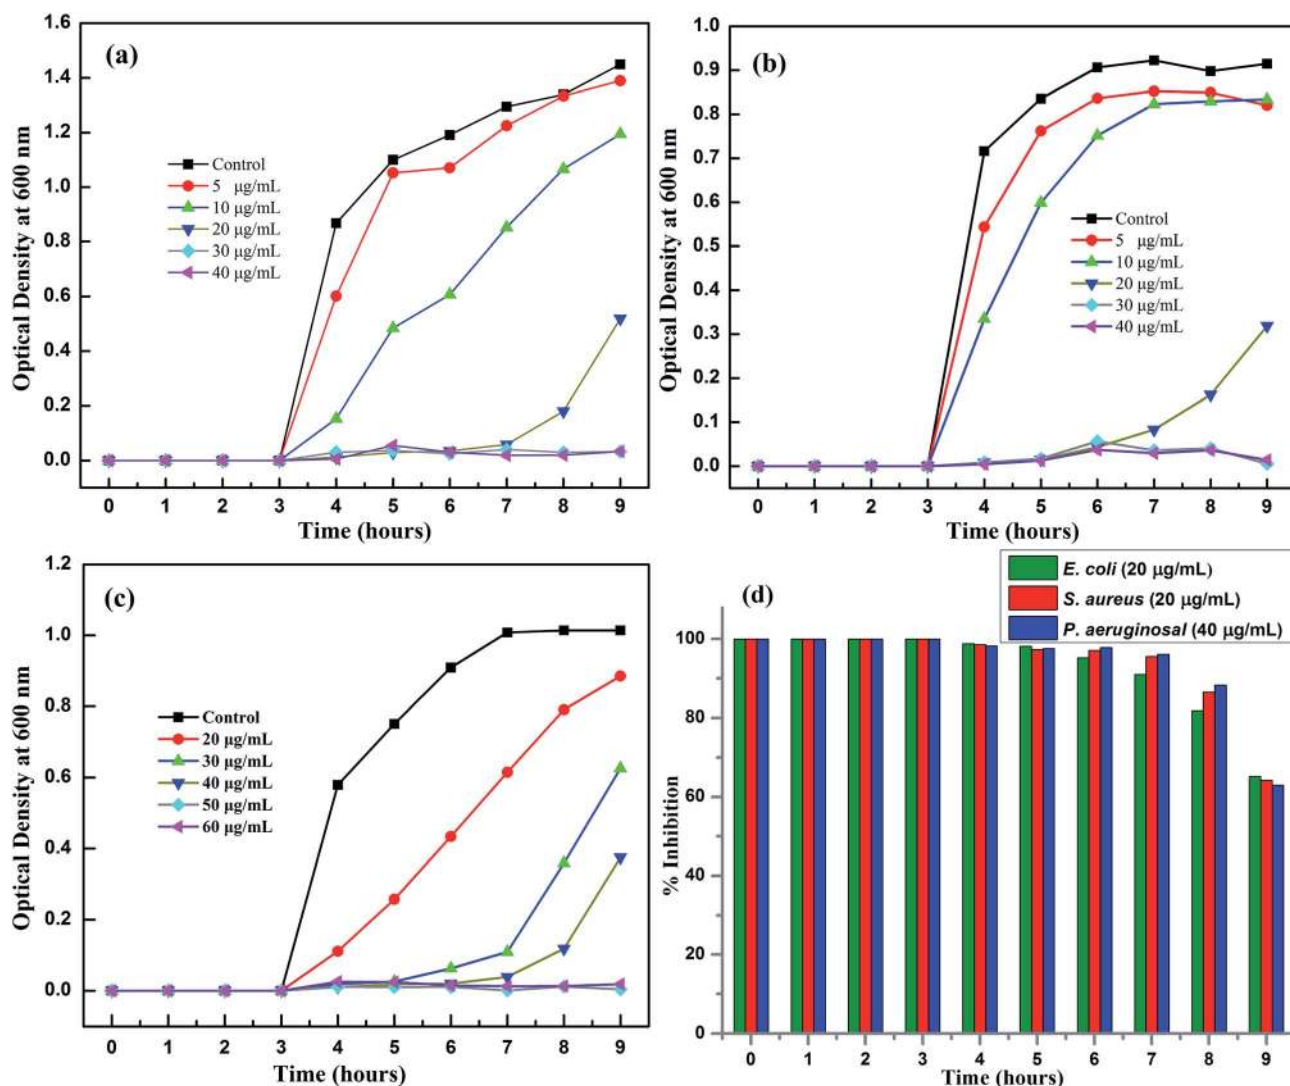 (a)
Optical Density at 600 nm
1.6
1.4
1.2
1.0
0.8
0.6
0.4
0.2
0.0
Control
5 μg/mL
10 μg/mL
20 μg/mL
30 μg/mL
40 μg/mL
0 1 2 3 4 5 6 7 8 9
Time (hours)
(b)
Optical Density at 600 nm
1.0
0.9
0.8
0.7
0.6
0.5
0.4
0.3
0.2
0.1
0.0
Control
5 μg/mL
10 μg/mL
20 μg/mL
30 μg/mL
40 μg/mL
0 1 2 3 4 5 6 7 8 9
Time (hours)
(c)
Optical Density at 600 nm
1.2
1.0
0.8
0.6
0.4
0.2
0.0
Control
20 μg/mL
30 μg/mL
40 μg/mL
50 μg/mL
60 μg/mL
0 1 2 3 4 5 6 7 8 9
Time (hours)
(d)
E. coli (20 μg/mL)
S. aureus (20 μg/mL)
P. aeruginosal (40 μg/mL)
% Inhibition
100
80
60
40
20
0
0 1 2 3 4 5 6 7 8 9
Time (hours)